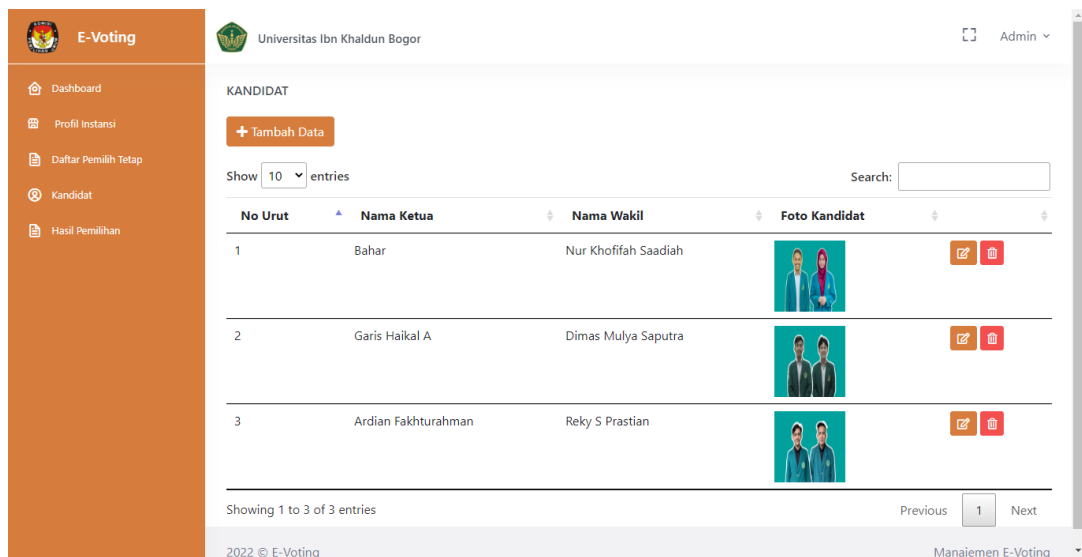 E-Voting
Universitas Ibn Khaldun Bogor
Admin
Dashboard
Profil Instansi
Daftar Pemilih Tetap
Kandidat
Hasil Pemilihan
KANDIDAT
+ Tambah Data
Show 10 entries
Search:
No Urut Nama Ketua Nama Wakil Foto Kandidat
1 Bahar Nur Khofifah Saadiah
2 Garis Haikal A Dimas Mulya Saputra
3 Ardian Fakhturahman Reky S Prastian
Showing 1 to 3 of 3 entries
Previous 1 Next
2022 © E-Voting
Manajemen E-Voting